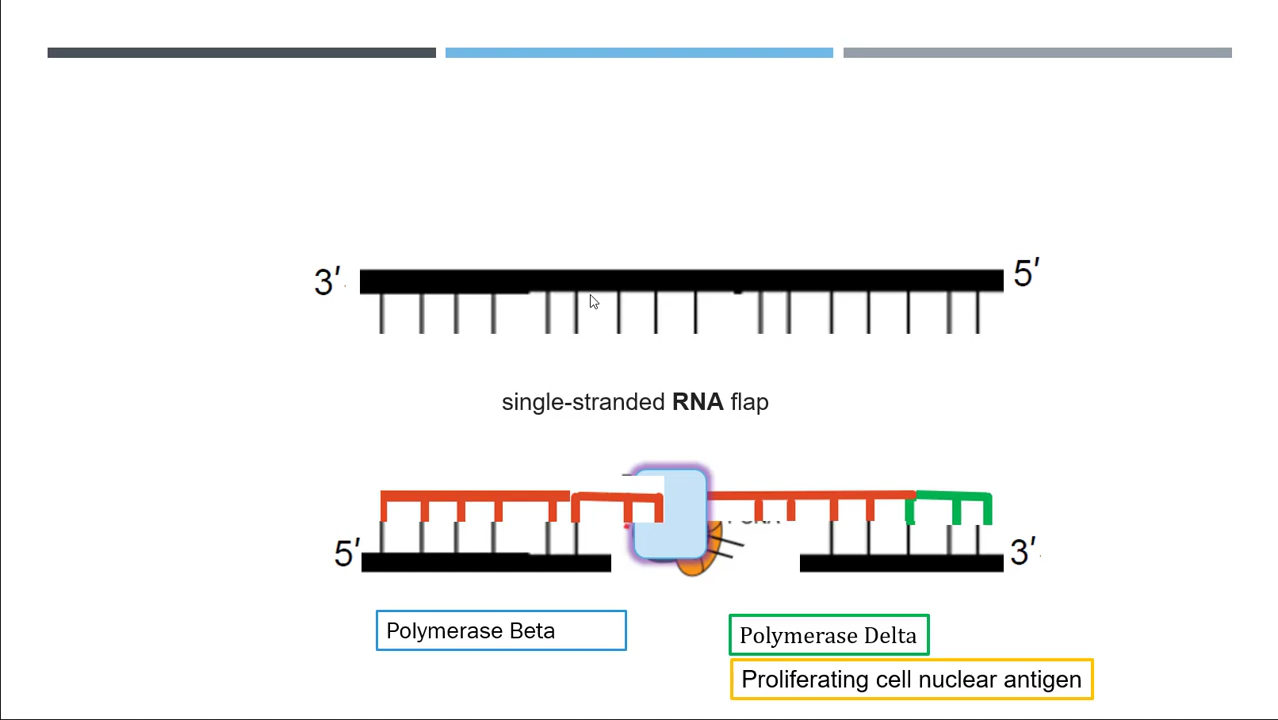 3′
5′
single-stranded RNA flap
5′
3′
Polymerase Beta
Polymerase Delta
Proliferating cell nuclear antigen